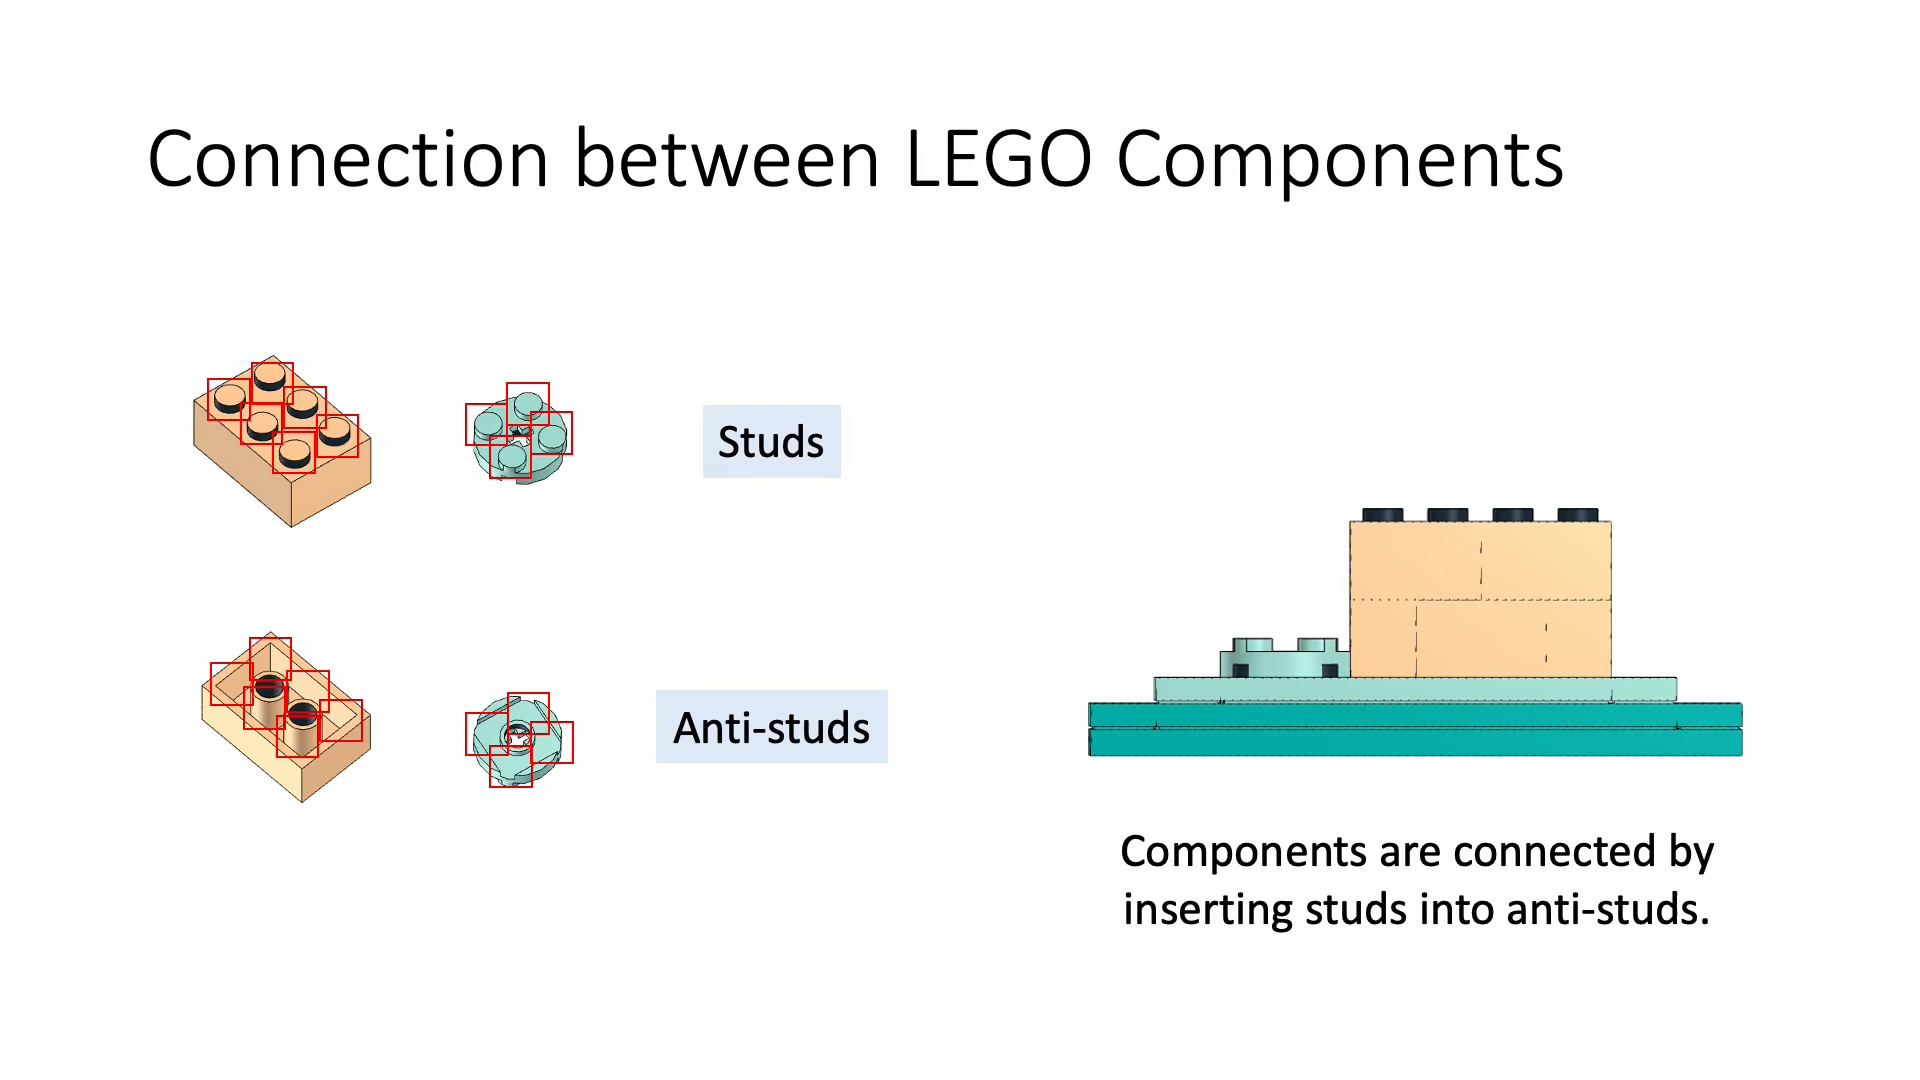 Connection between LEGO Components
Studs
Anti-studs
Components are connected by
inserting studs into anti-studs.